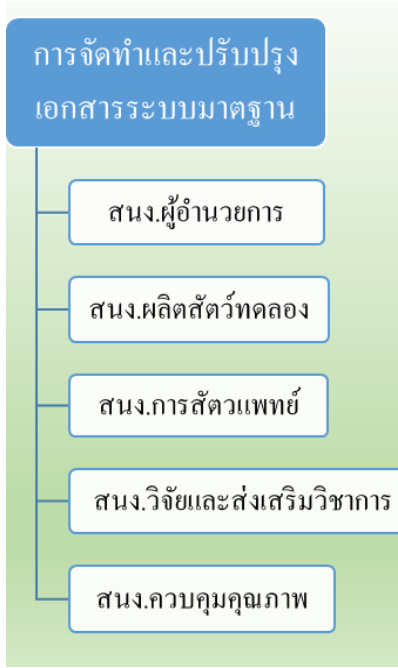 การจัดทำและปรับปรุง
เอกสารระบบมาตฐาน
สนง.ผู้อำนวยการ
สนง.ผลิตสัตว์ทดลอง
สนง.การสัตวแพทย์
สนง.วิจัยและส่งเสริมวิชาการ
สนง.ควบคุมคุณภาพ